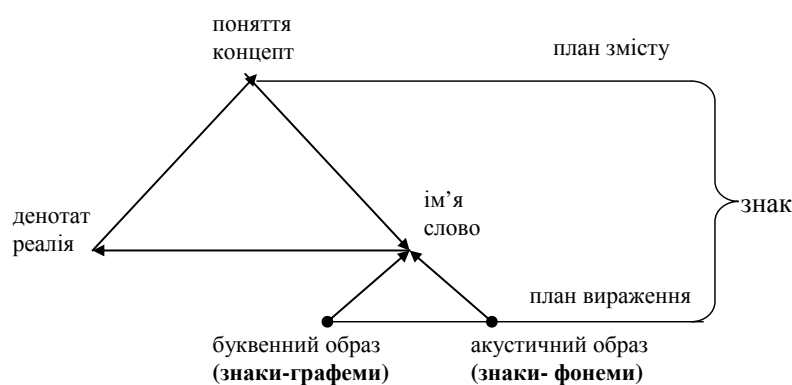 поняття
концепт
план змісту
ім’я
слово
денотат
реалія
знак
план вираження
буквенний образ
(знаки-графеми)
акустичний образ
(знаки- фонеми)